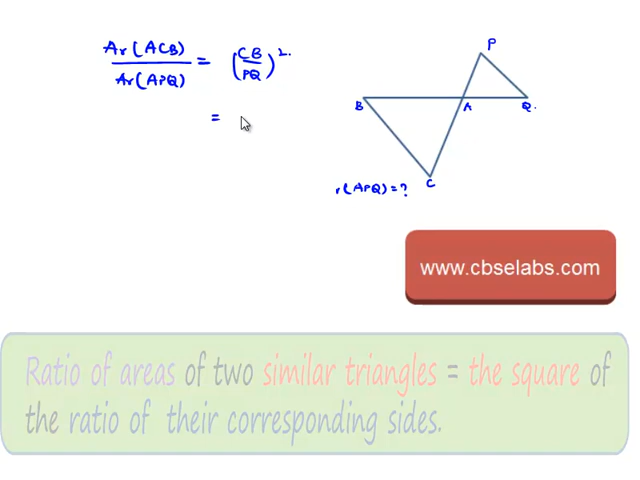 Ar(ACB)
Ar(APQ)
= (CB/PQ)²
=
P
B
A
Q.
C
r(APQ)=?
www.cbselabs.com
Ratio of areas of two similar triangles = the square of
the ratio of their corresponding sides.